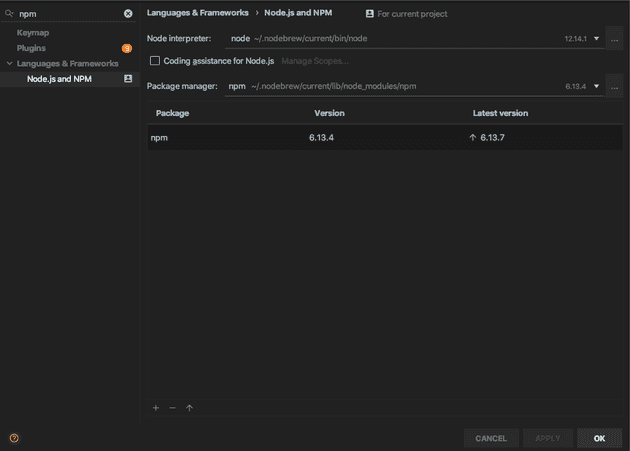 npm
Languages & Frameworks › Node.js and NPM For current project
Keymap
Plugins
Languages & Frameworks
Node.js and NPM
Node interpreter: node ~/.nodebrew/current/bin/node 12.14.1 ...
Coding assistance for Node.js Manage Scopes...
Package manager: npm ~/.nodebrew/current/lib/node_modules/npm 6.13.4 ...
Package Version Latest version
npm 6.13.4 ↑ 6.13.7
+ − ↑
? CANCEL APPLY OK